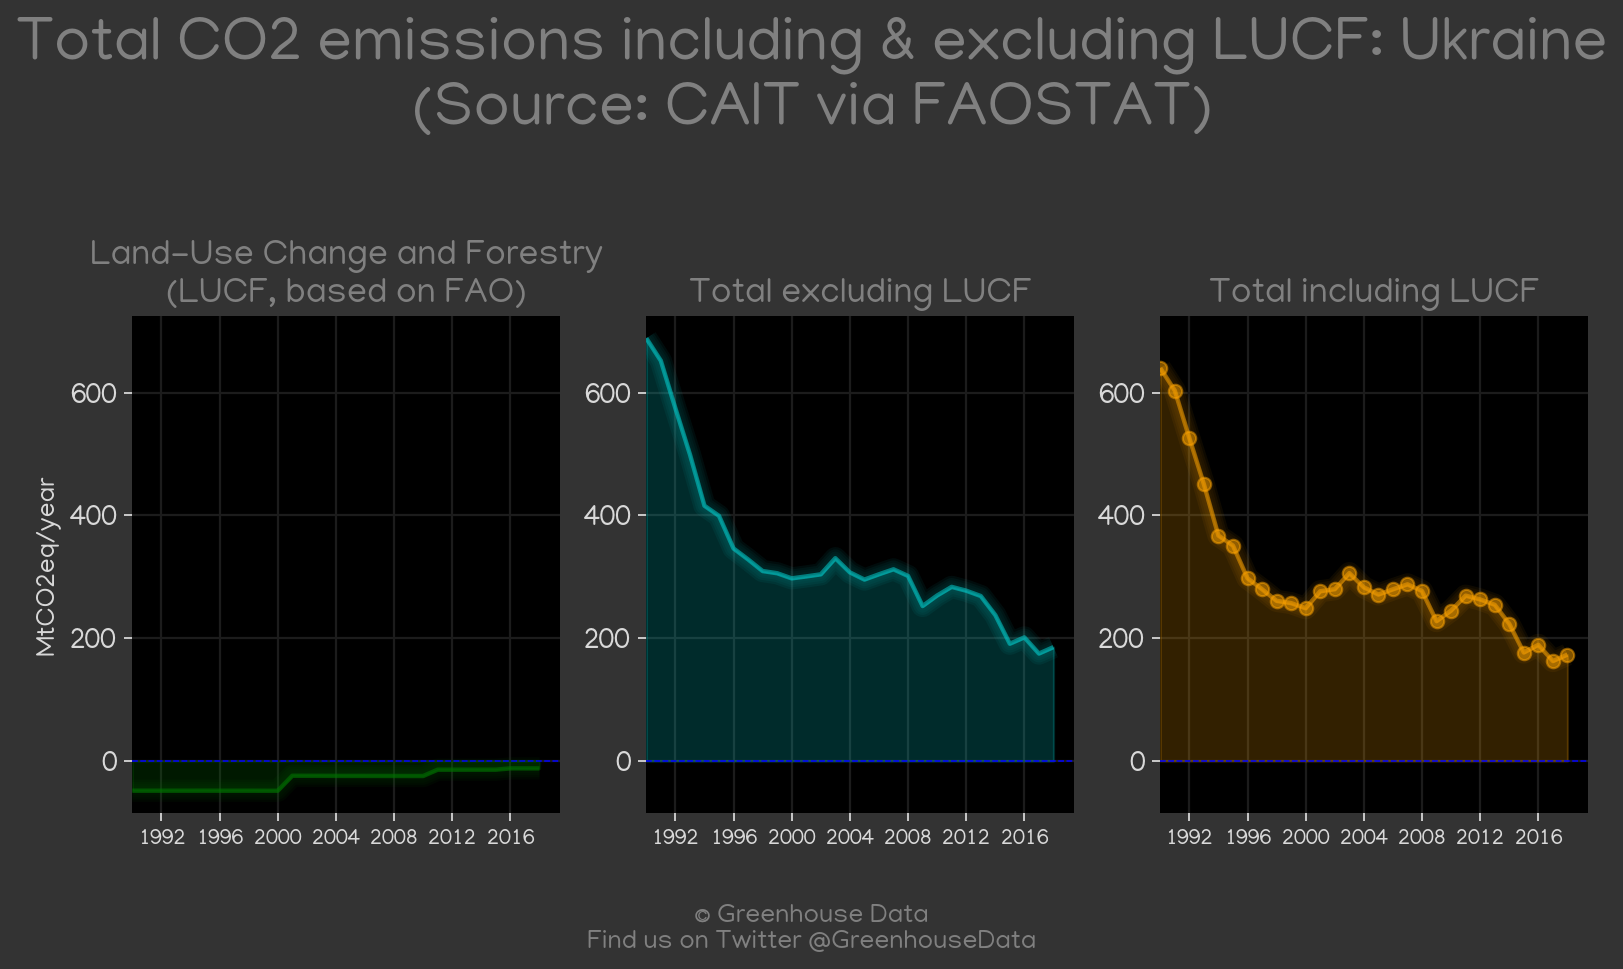 Total CO2 emissions including & excluding LUCF: Ukraine
(Source: CAIT via FAOSTAT)
Land-Use Change and Forestry
(LUCF, based on FAO)
Total excluding LUCF
Total including LUCF
MtCO2eq/year
600
400
200
0
1992 1996 2000 2004 2008 2012 2016
600
400
200
0
1992 1996 2000 2004 2008 2012 2016
600
400
200
0
1992 1996 2000 2004 2008 2012 2016
© Greenhouse Data
Find us on Twitter @GreenhouseData